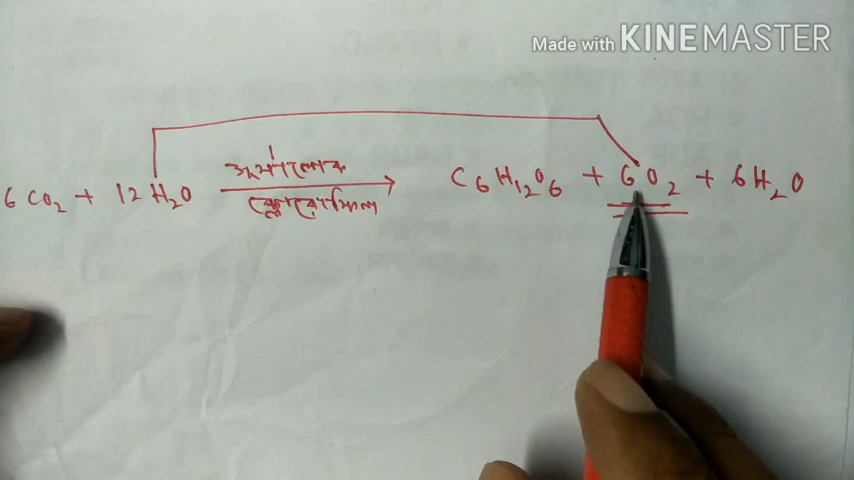 Made with KINEMASTER
সূর্যালোক
6CO₂ + 12H₂O → C₆H₁₂O₆ + 6O₂ + 6H₂O
ক্লোরোফিল